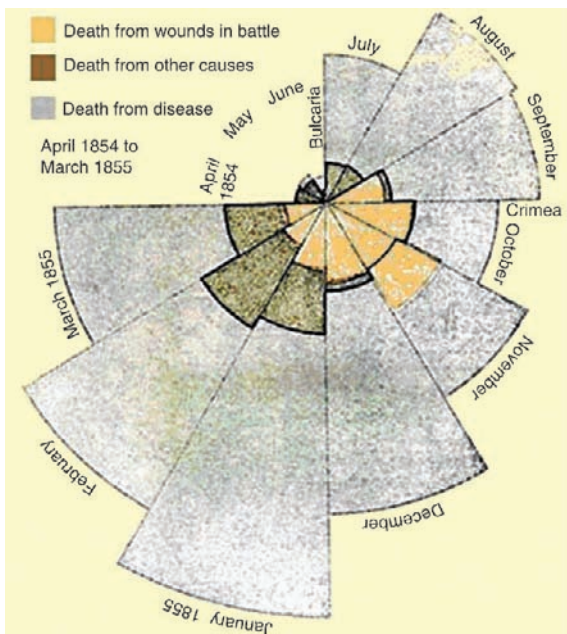 Death from wounds in battle
Death from other causes
Death from disease
April 1854 to
March 1855
April
1854
May
June
Bulcaria
July
August
September
Crimea
October
November
December
January 1855
February
March 1855